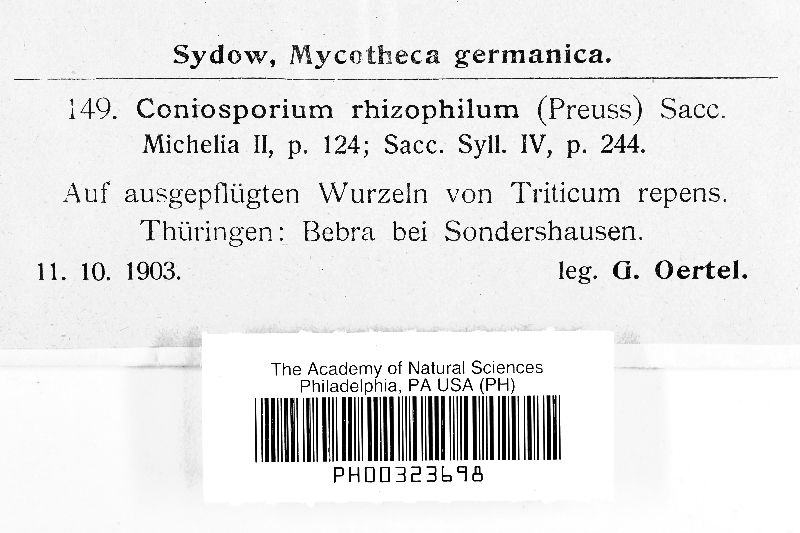 Sydow, Mycotheca germanica.
149. Coniosporium rhizophilum (Preuss) Sacc.
Michelia II, p. 124; Sacc. Syll. IV, p. 244.
Auf ausgepflügten Wurzeln von Triticum repens.
Thüringen: Bebra bei Sondershausen.
11. 10. 1903. leg. G. Oertel.
The Academy of Natural Sciences
Philadelphia, PA USA (PH)
PH00323698